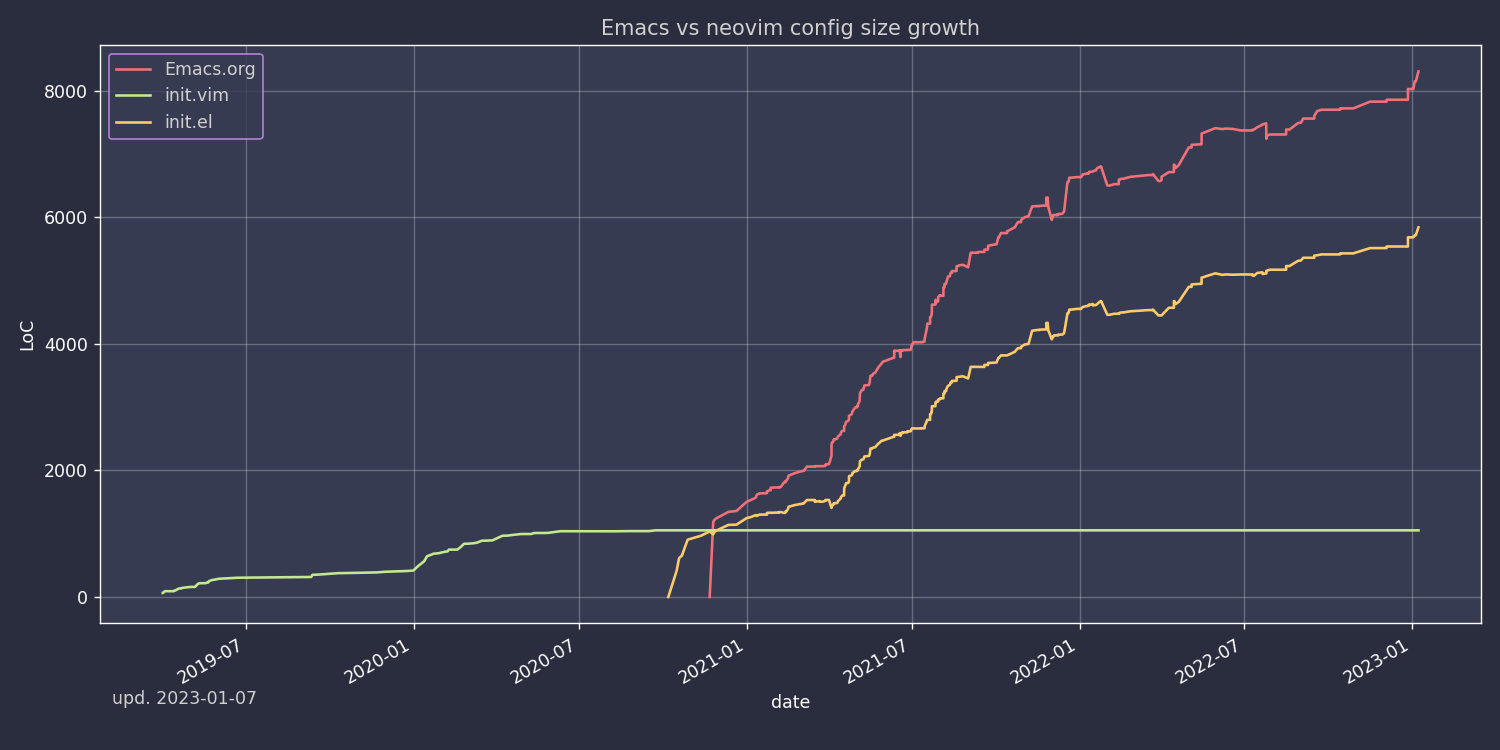 Emacs vs neovim config size growth
Emacs.org
init.vim
init.el
8000
6000
4000
2000
0
LoC
2019-07
2020-01
2020-07
2021-01
2021-07
2022-01
2022-07
2023-01
date
upd. 2023-01-07